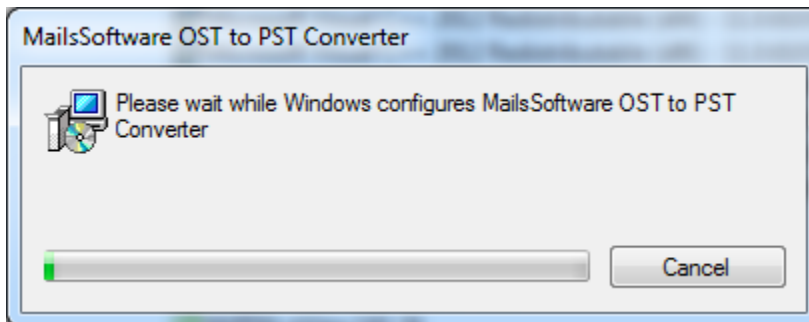 MailsSoftware OST to PST Converter
Please wait while Windows configures MailsSoftware OST to PST
Converter
Cancel